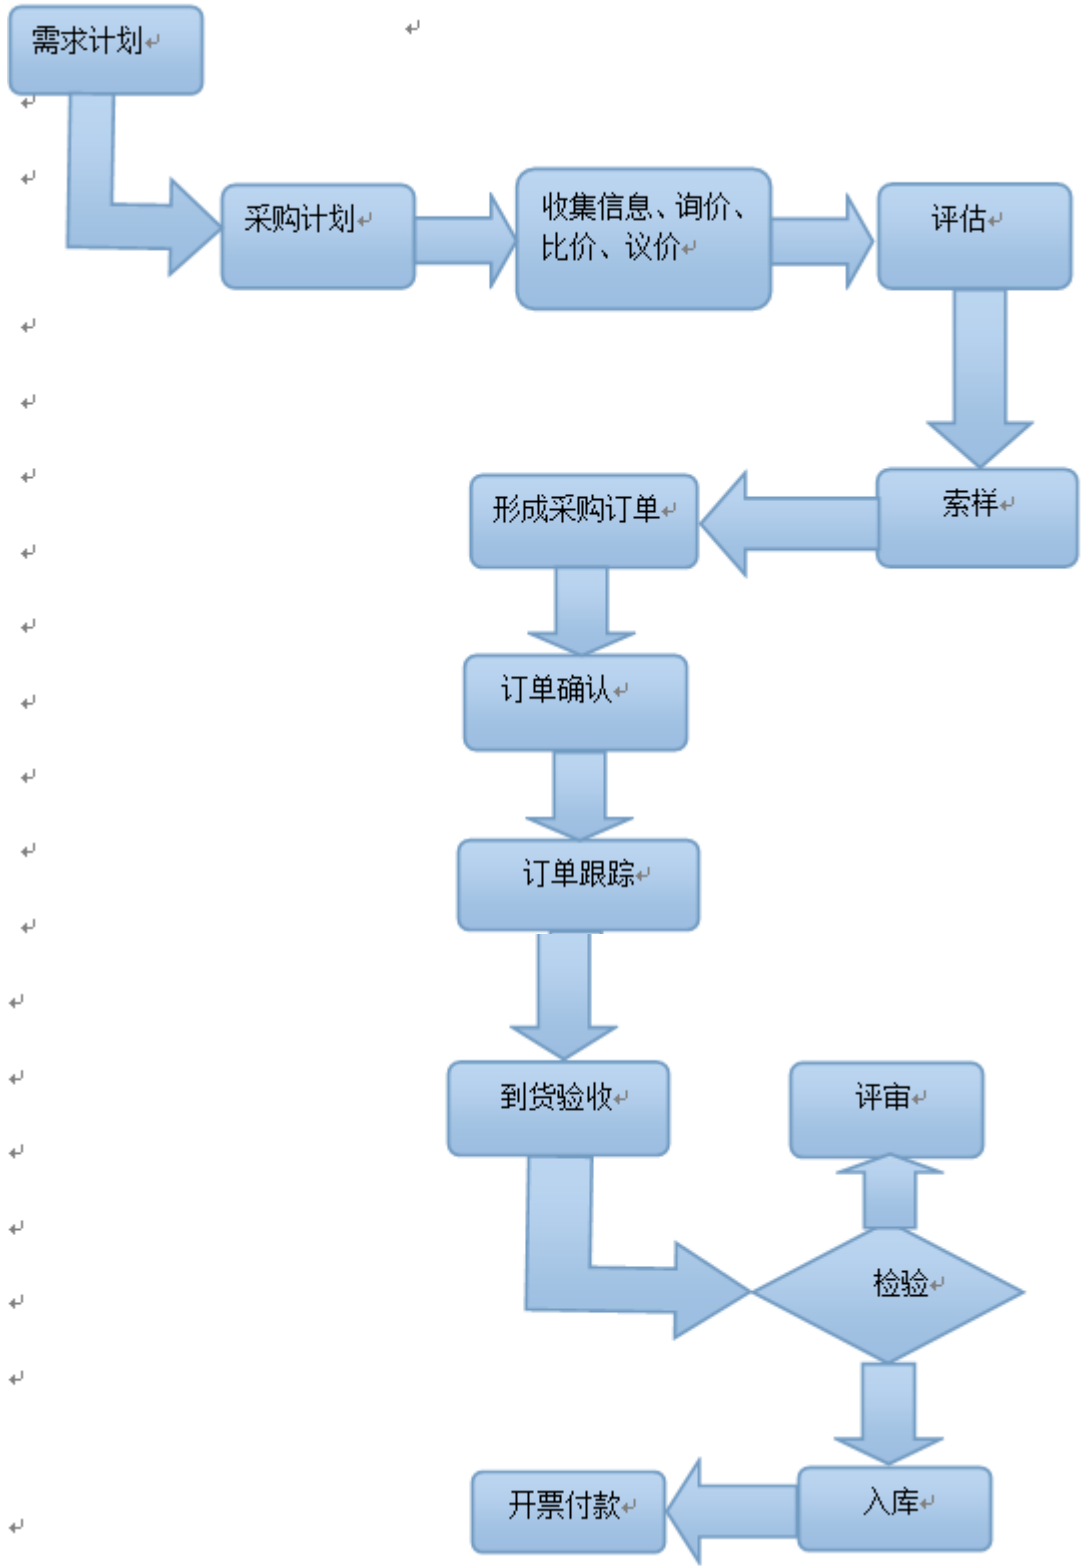 需求计划
采购计划
收集信息、询价、
比价、议价
评估
索样
形成采购订单
订单确认
订单跟踪
到货验收
评审
检验
入库
开票付款